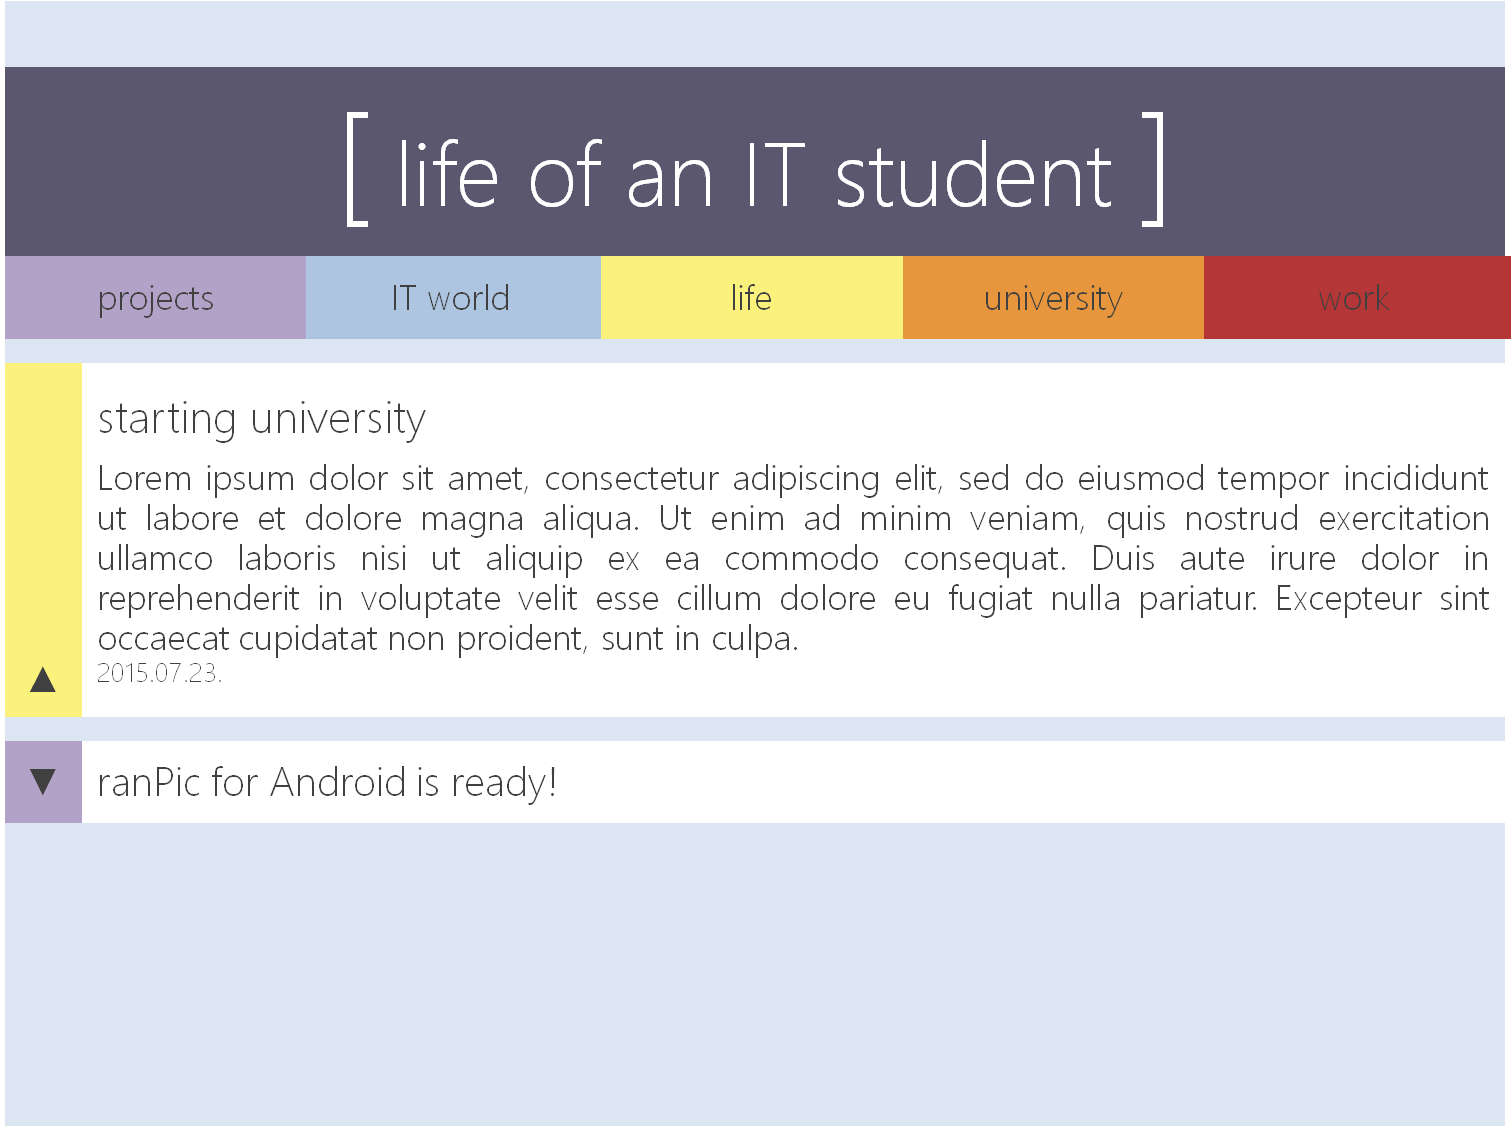 [ life of an IT student ]
projects IT world life university work
starting university
Lorem ipsum dolor sit amet, consectetur adipiscing elit, sed do eiusmod tempor incididunt
ut labore et dolore magna aliqua. Ut enim ad minim veniam, quis nostrud exercitation
ullamco laboris nisi ut aliquip ex ea commodo consequat. Duis aute irure dolor in
reprehenderit in voluptate velit esse cillum dolore eu fugiat nulla pariatur. Excepteur sint
occaecat cupidatat non proident, sunt in culpa.
▲ 2015.07.23.
▼ ranPic for Android is ready!